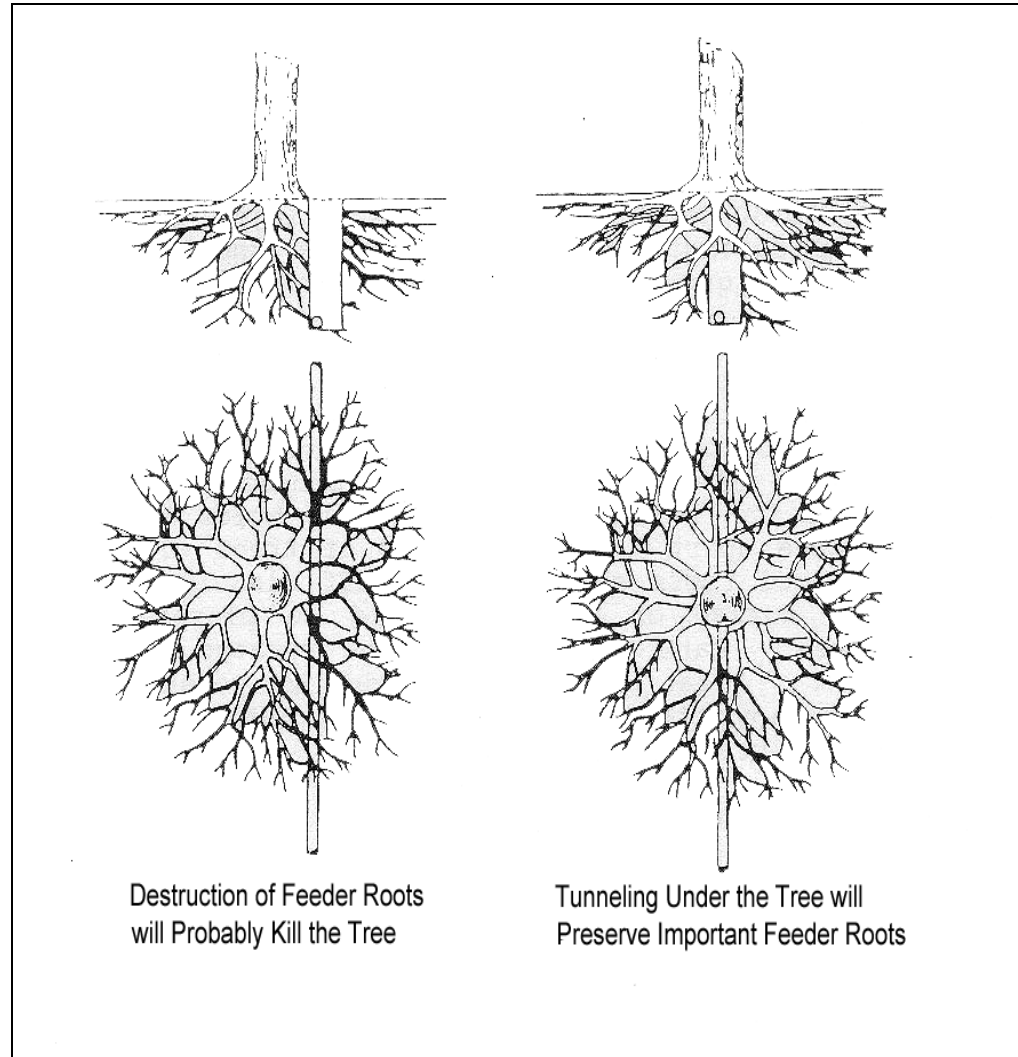 Destruction of Feeder Roots
will Probably Kill the Tree
Tunneling Under the Tree will
Preserve Important Feeder Roots